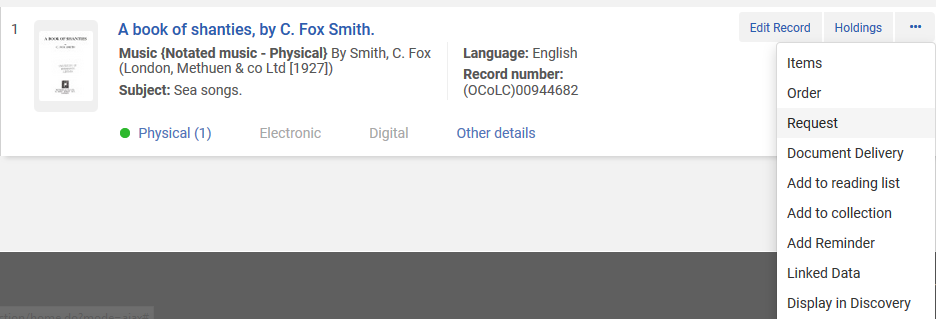 1
A book of shanties, by C. Fox Smith.
Edit Record Holdings •••
A BOOK OF SHANTIES
Music {Notated music - Physical} By Smith, C. Fox
(London, Methuen & co Ltd [1927])
Subject: Sea songs.
Language: English
Record number:
(OCoLC)00944682
Physical (1) Electronic Digital Other details
Items
Order
Request
Document Delivery
Add to reading list
Add to collection
Add Reminder
Linked Data
Display in Discovery